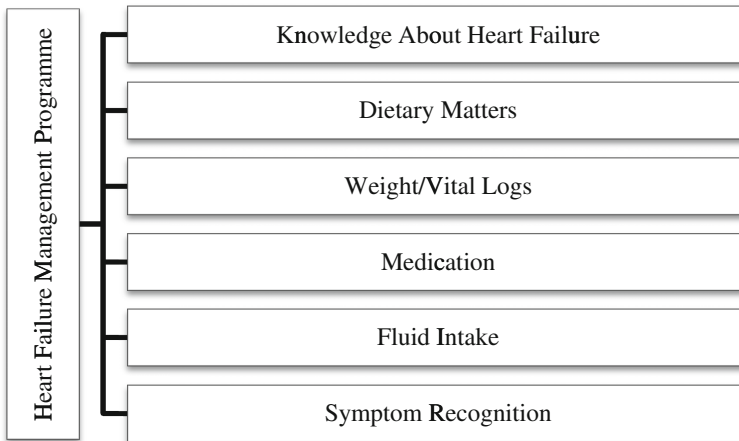 Heart Failure Management Programme
Knowledge About Heart Failure
Dietary Matters
Weight/Vital Logs
Medication
Fluid Intake
Symptom Recognition